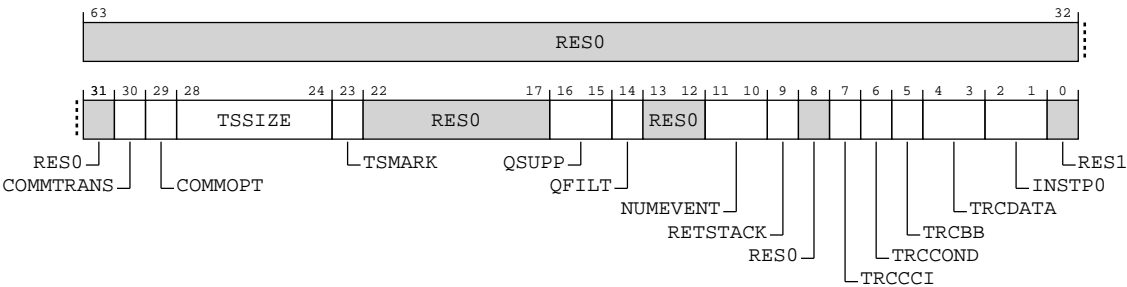 63 32
RES0
31 30 29 28 24 23 22 17 16 15 14 13 12 11 10 9 8 7 6 5 4 3 2 1 0
TSSIZE RES0 RES0
RES0 TSMARK QSUPP RES1
COMMTRANS COMMOPT QFILT INSTP0
NUMEVENT TRCDATA
RETSTACK TRCBB
RES0 TRCCOND
TRCCCI